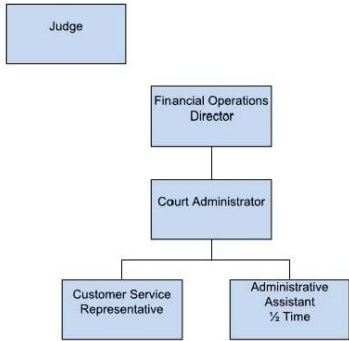 Judge
Financial Operations
Director
Court Administrator
Customer Service
Representative
Administrative
Assistant
½ Time